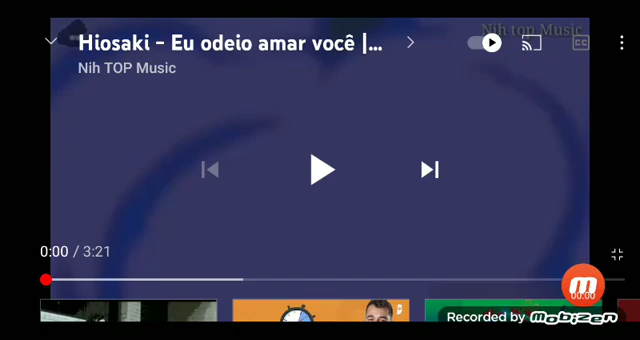 Nih top Music
Hiosaki - Eu odeio amar você |...
Nih TOP Music
CC
0:00 / 3:21
00:00
Recorded by Mobizen